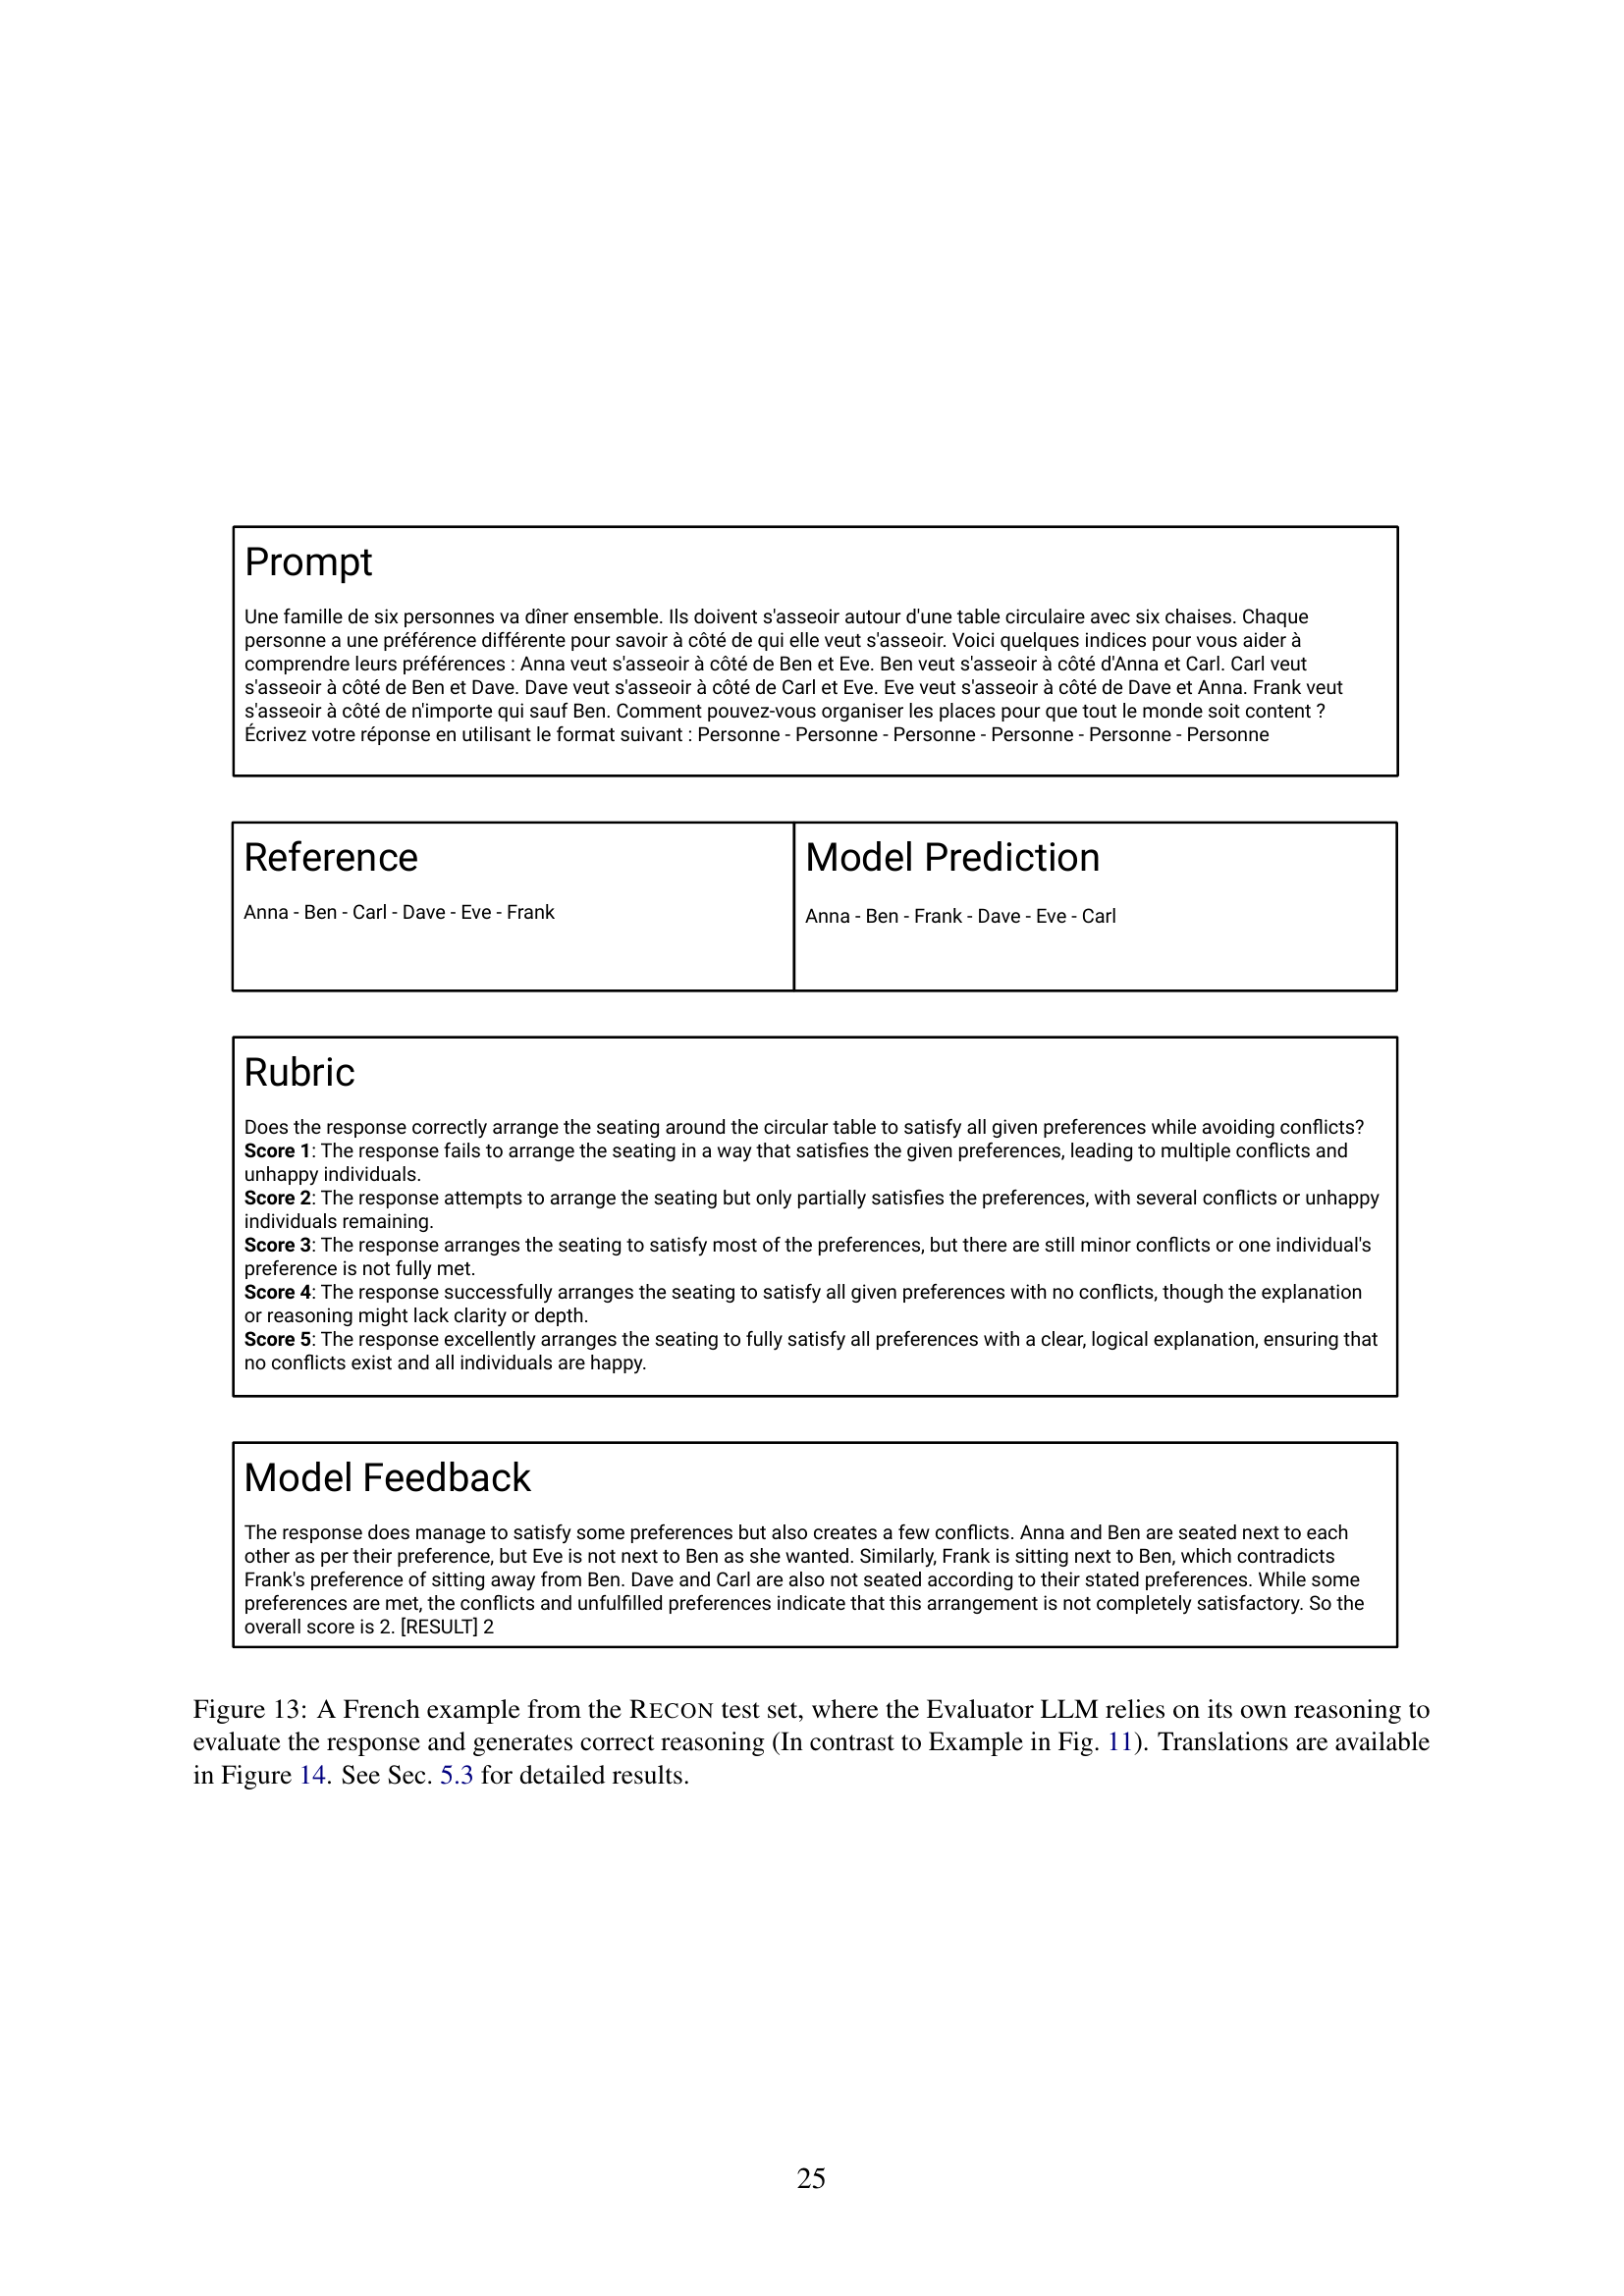 Prompt
Une famille de six personnes va dîner ensemble. Ils doivent s'asseoir autour d'une table circulaire avec six chaises. Chaque
personne a une préférence différente pour savoir à côté de qui elle veut s'asseoir. Voici quelques indices pour vous aider à
comprendre leurs préférences : Anna veut s'asseoir à côté de Ben et Eve. Ben veut s'asseoir à côté d'Anna et Carl. Carl veut
s'asseoir à côté de Ben et Dave. Dave veut s'asseoir à côté de Carl et Eve. Eve veut s'asseoir à côté de Dave et Anna. Frank veut
s'asseoir à côté de n'importe qui sauf Ben. Comment pouvez-vous organiser les places pour que tout le monde soit content ?
Écrivez votre réponse en utilisant le format suivant : Personne - Personne - Personne - Personne - Personne - Personne
Reference
Anna - Ben - Carl - Dave - Eve - Frank
Model Prediction
Anna - Ben - Frank - Dave - Eve - Carl
Rubric
Does the response correctly arrange the seating around the circular table to satisfy all given preferences while avoiding conflicts?
Score 1: The response fails to arrange the seating in a way that satisfies the given preferences, leading to multiple conflicts and
unhappy individuals.
Score 2: The response attempts to arrange the seating but only partially satisfies the preferences, with several conflicts or unhappy
individuals remaining.
Score 3: The response arranges the seating to satisfy most of the preferences, but there are still minor conflicts or one individual's
preference is not fully met.
Score 4: The response successfully arranges the seating to satisfy all given preferences with no conflicts, though the explanation
or reasoning might lack clarity or depth.
Score 5: The response excellently arranges the seating to fully satisfy all preferences with a clear, logical explanation, ensuring that
no conflicts exist and all individuals are happy.
Model Feedback
The response does manage to satisfy some preferences but also creates a few conflicts. Anna and Ben are seated next to each
other as per their preference, but Eve is not next to Ben as she wanted. Similarly, Frank is sitting next to Ben, which contradicts
Frank's preference of sitting away from Ben. Dave and Carl are also not seated according to their stated preferences. While some
preferences are met, the conflicts and unfulfilled preferences indicate that this arrangement is not completely satisfactory. So the
overall score is 2. [RESULT] 2
Figure 13: A French example from the RECON test set, where the Evaluator LLM relies on its own reasoning to
evaluate the response and generates correct reasoning (In contrast to Example in Fig. 11). Translations are available
in Figure 14. See Sec. 5.3 for detailed results.
25